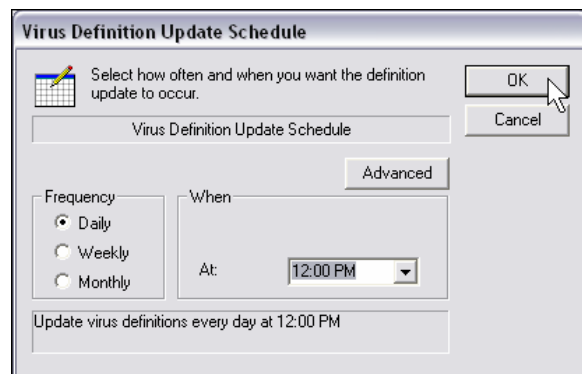 Virus Definition Update Schedule
Select how often and when you want the definition
update to occur.
OK
Cancel
Virus Definition Update Schedule
Advanced
Frequency
Daily
Weekly
Monthly
When
At:
12:00 PM
Update virus definitions every day at 12:00 PM